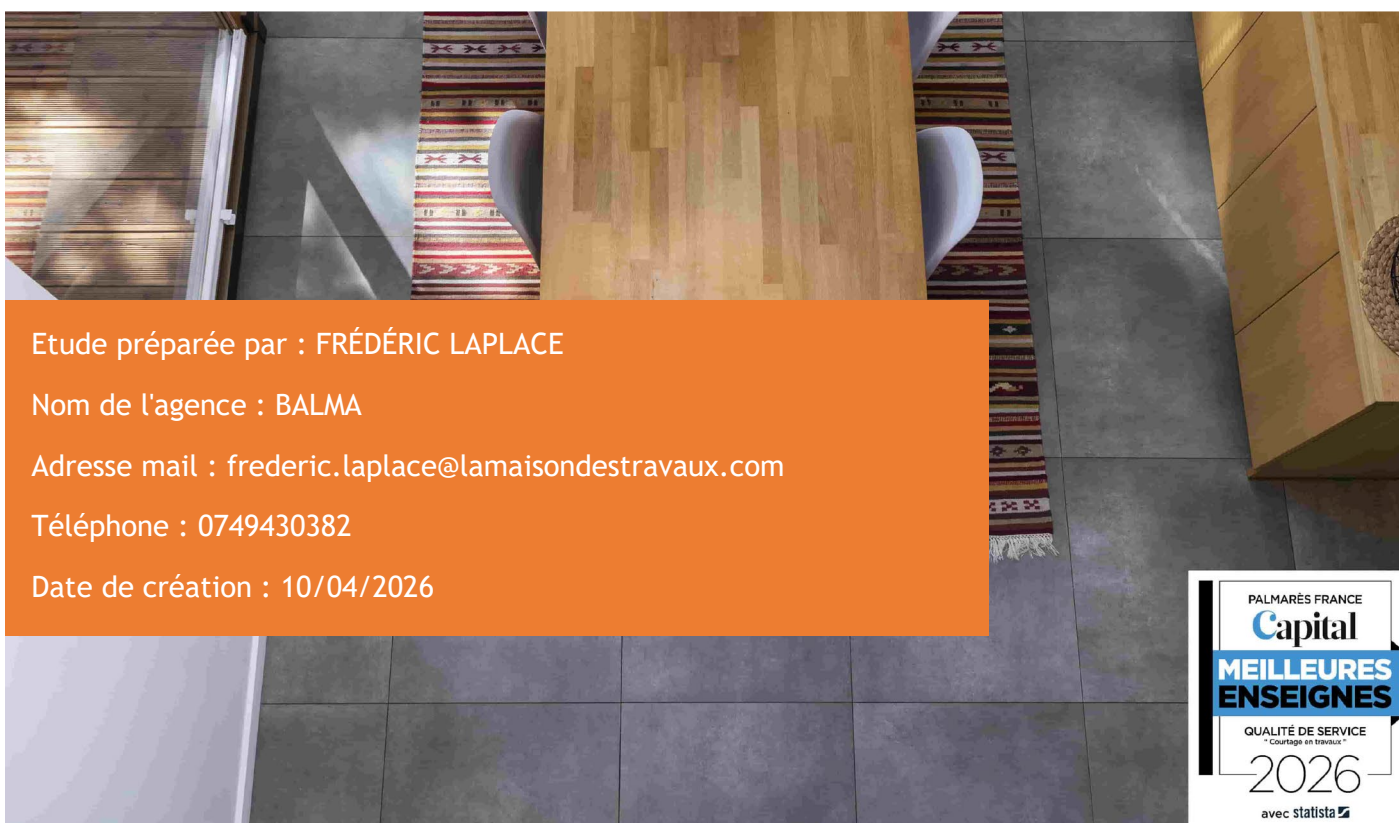 Etude préparée par : FRÉDÉRIC LAPLACE
Nom de l'agence : BALMA
Adresse mail : frederic.laplace@lamaisondestravaux.com
Téléphone : 0749430382
Date de création : 10/04/2026
PALMARÈS FRANCE
Capital
MEILLEURES
ENSEIGNES
QUALITÉ DE SERVICE
" Courtage en travaux "
2026
avec statista